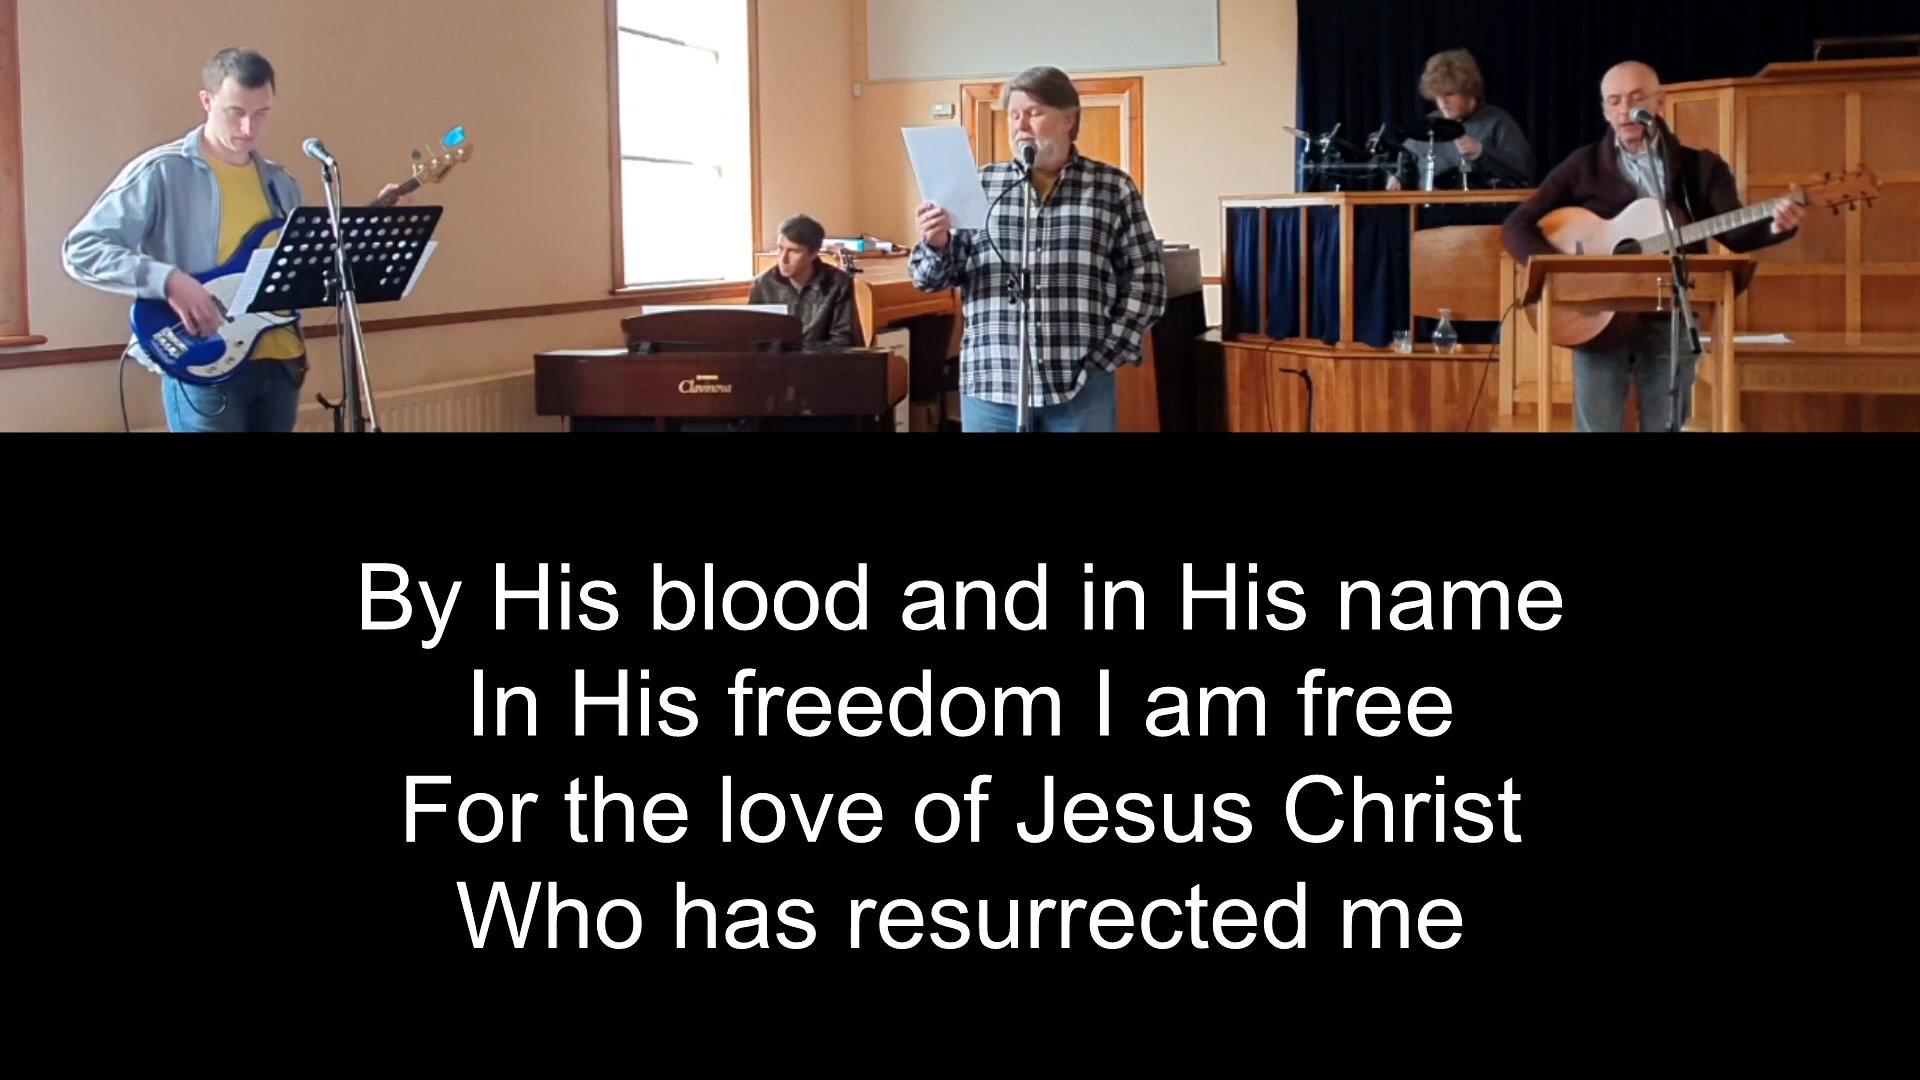 Clavinova
By His blood and in His name
In His freedom I am free
For the love of Jesus Christ
Who has resurrected me